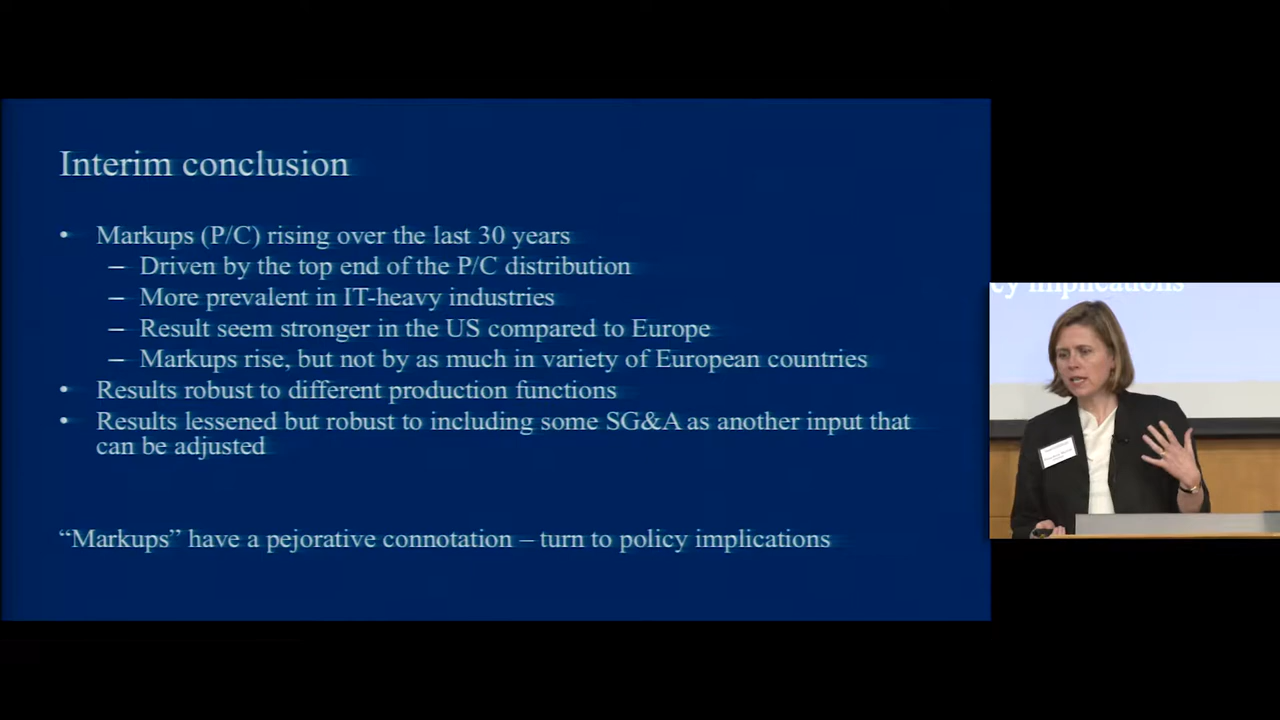 Interim conclusion
• Markups (P/C) rising over the last 30 years
– Driven by the top end of the P/C distribution
– More prevalent in IT-heavy industries
– Result seem stronger in the US compared to Europe
– Markups rise, but not by as much in variety of European countries
• Results robust to different production functions
• Results lessened but robust to including some SG&A as another input that
can be adjusted
“Markups” have a pejorative connotation – turn to policy implications
implications